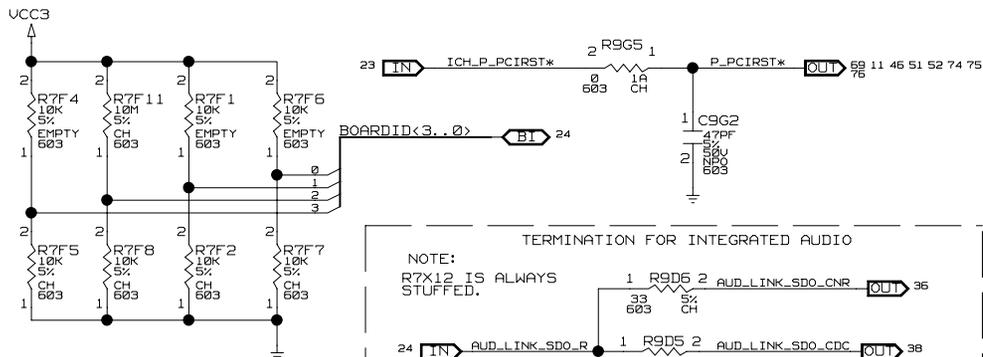 VCC3
2 2 2 2
R7F4 10K 5% EMPTY 603
R7F11 10M 5% CH 603
R7F1 10K 5% EMPTY 603
R7F6 10K 5% EMPTY 603
1 1 1 1
BOARDID<3..0>
BI 24
0
1
2
3
2 2 2 2
R7F5 10K 5% CH 603
R7F8 10K 5% CH 603
R7F2 10K 5% CH 603
R7F7 10K 5% CH 603
1 1 1 1
23 IN ICH_P_PCIRST*
2 R9G5 1
0 1A
603 CH
P_PCIRST* OUT 69 11 46 51 52 74 75
76
1 C9G2
47PF
5%
50V
2 NPO
603
TERMINATION FOR INTEGRATED AUDIO
NOTE:
R7X12 IS ALWAYS
STUFFED.
1 R9D6 2 AUD_LINK_SDO_CNR OUT 36
33 5%
603 CH
24 IN AUD_LINK_SDO_R 1 R9D5 2 AUD_LINK_SDO_CDC OUT 38